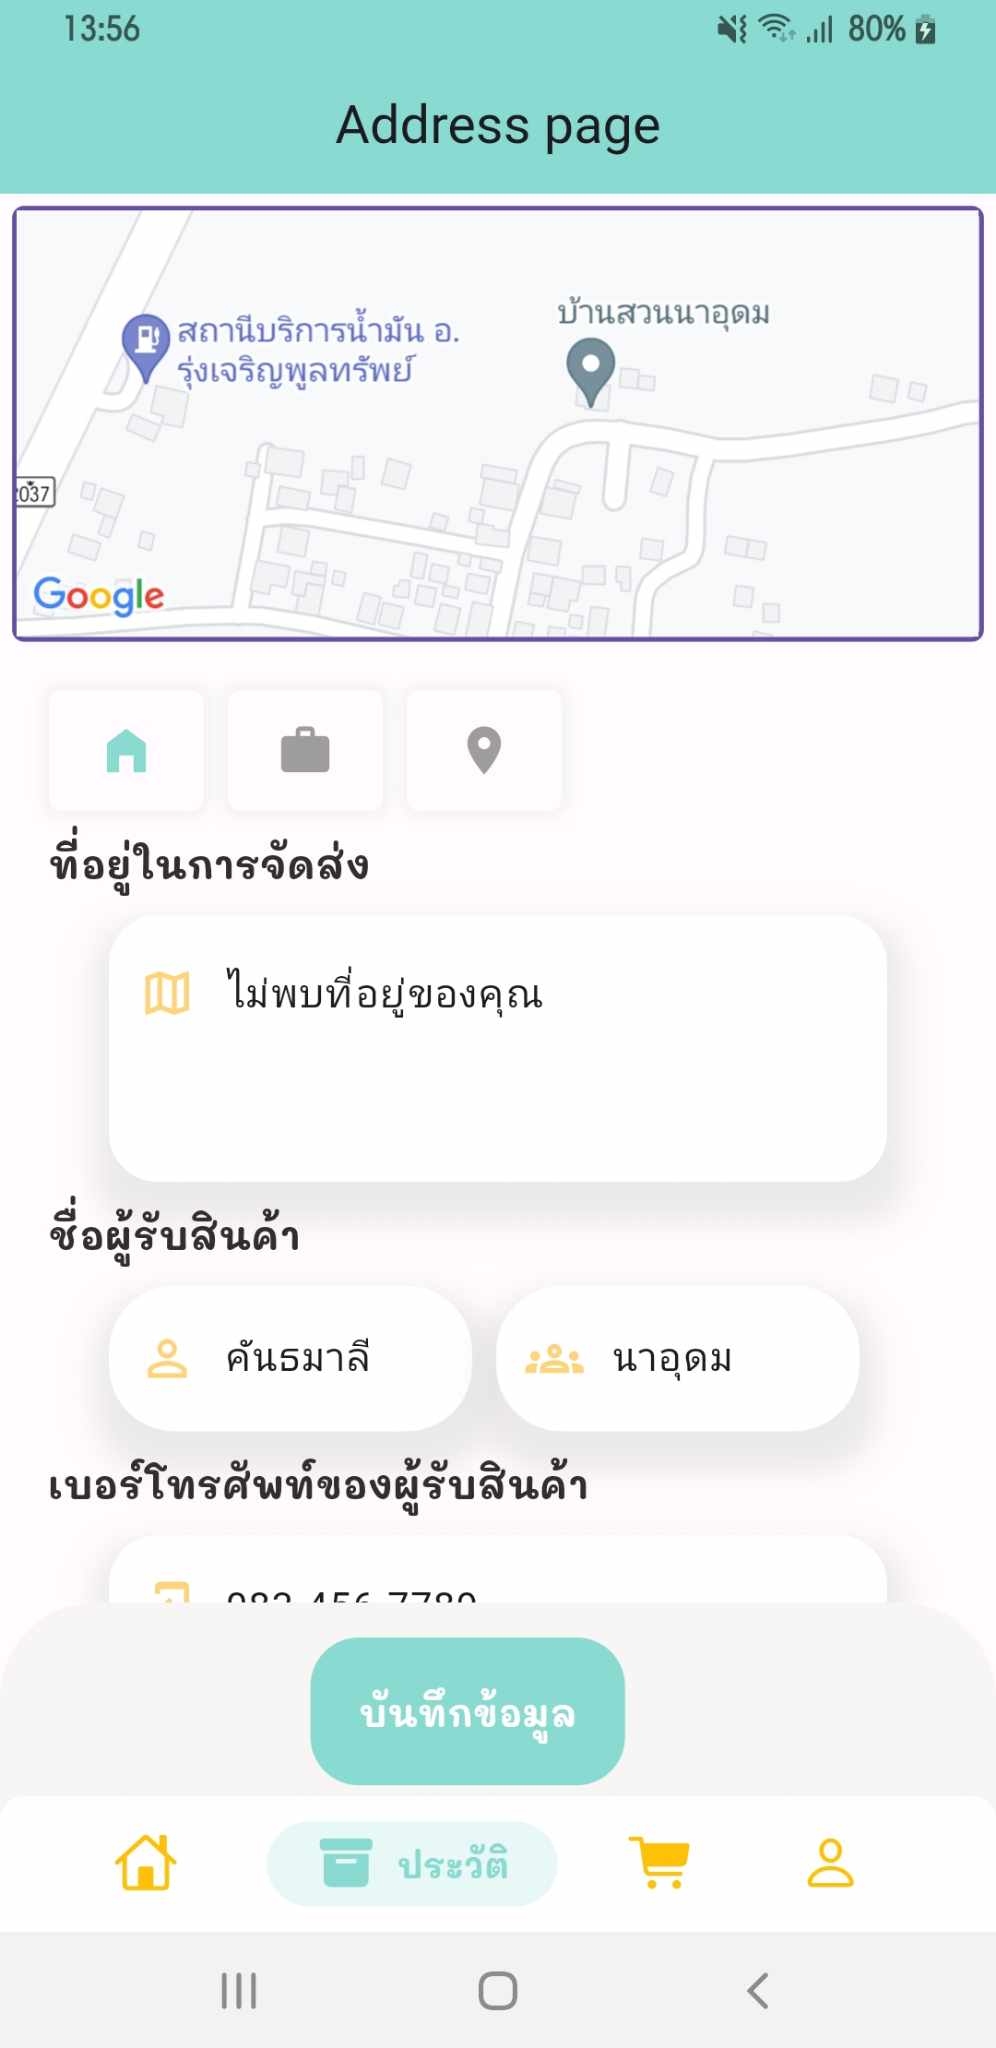 13:56
80%
Address page
บ้านสวนนาอุดม
สถานีบริการน้ำมัน อ.
รุ่งเจริญพูลทรัพย์
2037
Google
ที่อยู่ในการจัดส่ง
ไม่พบที่อยู่ของคุณ
ชื่อผู้รับสินค้า
คันธมาลี
นาอุดม
เบอร์โทรศัพท์ของผู้รับสินค้า
บันทึกข้อมูล
ประวัติ